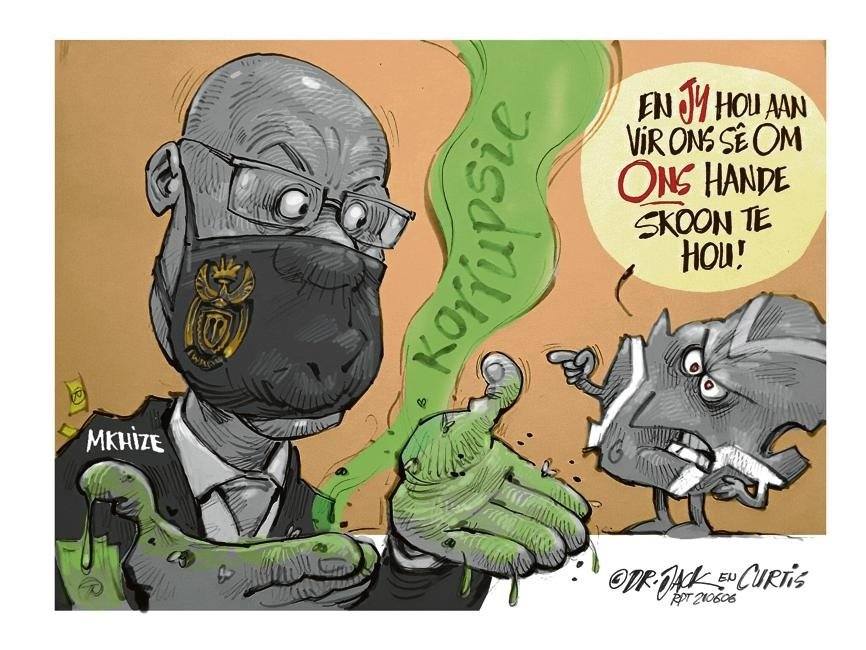 EN JY HOU AAN
VIR ONS SÊ OM
ONS HANDE
SKOON TE
HOU!
Korrupsie
MKHIZE
© DR. JACK EN CURTIS
RPT 210606